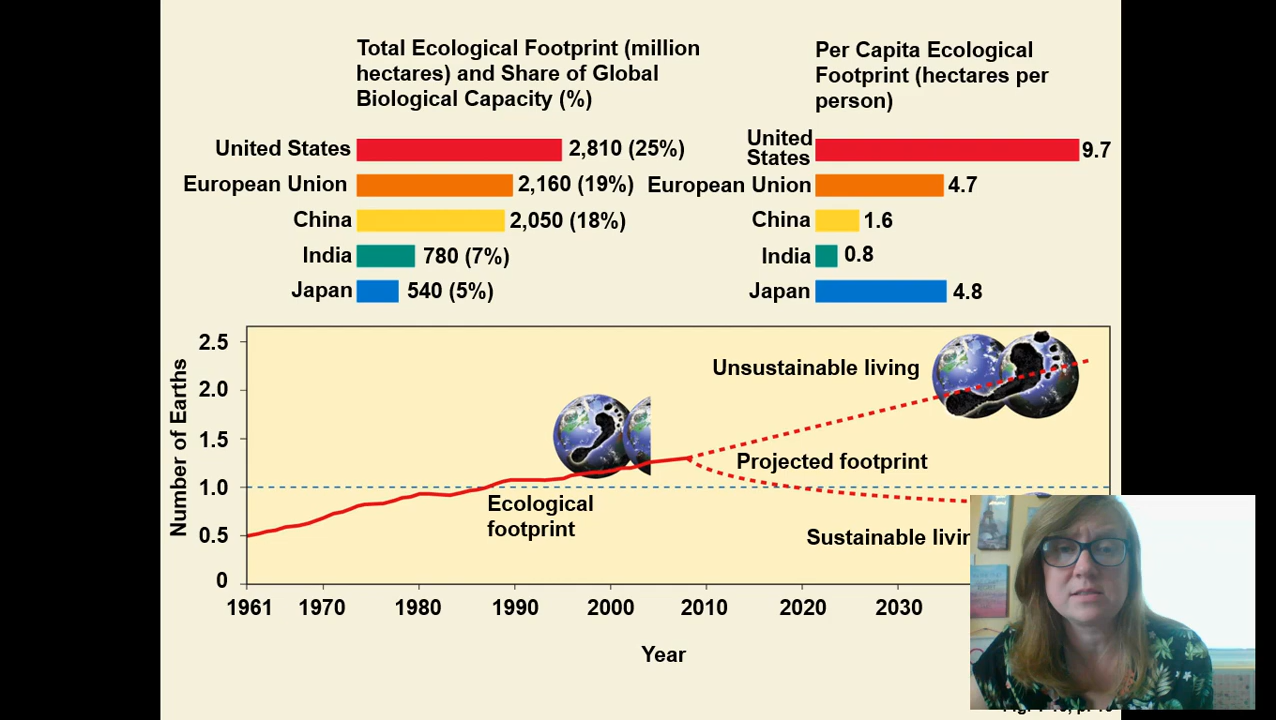 Total Ecological Footprint (million
hectares) and Share of Global
Biological Capacity (%)
United States 2,810 (25%)
European Union 2,160 (19%)
China 2,050 (18%)
India 780 (7%)
Japan 540 (5%)
Per Capita Ecological
Footprint (hectares per
person)
United
States 9.7
European Union 4.7
China 1.6
India 0.8
Japan 4.8
Number of Earths
2.5
2.0
1.5
1.0
0.5
0
Unsustainable living
Projected footprint
Ecological
footprint
Sustainable
1961 1970 1980 1990 2000 2010 2020 2030
Year